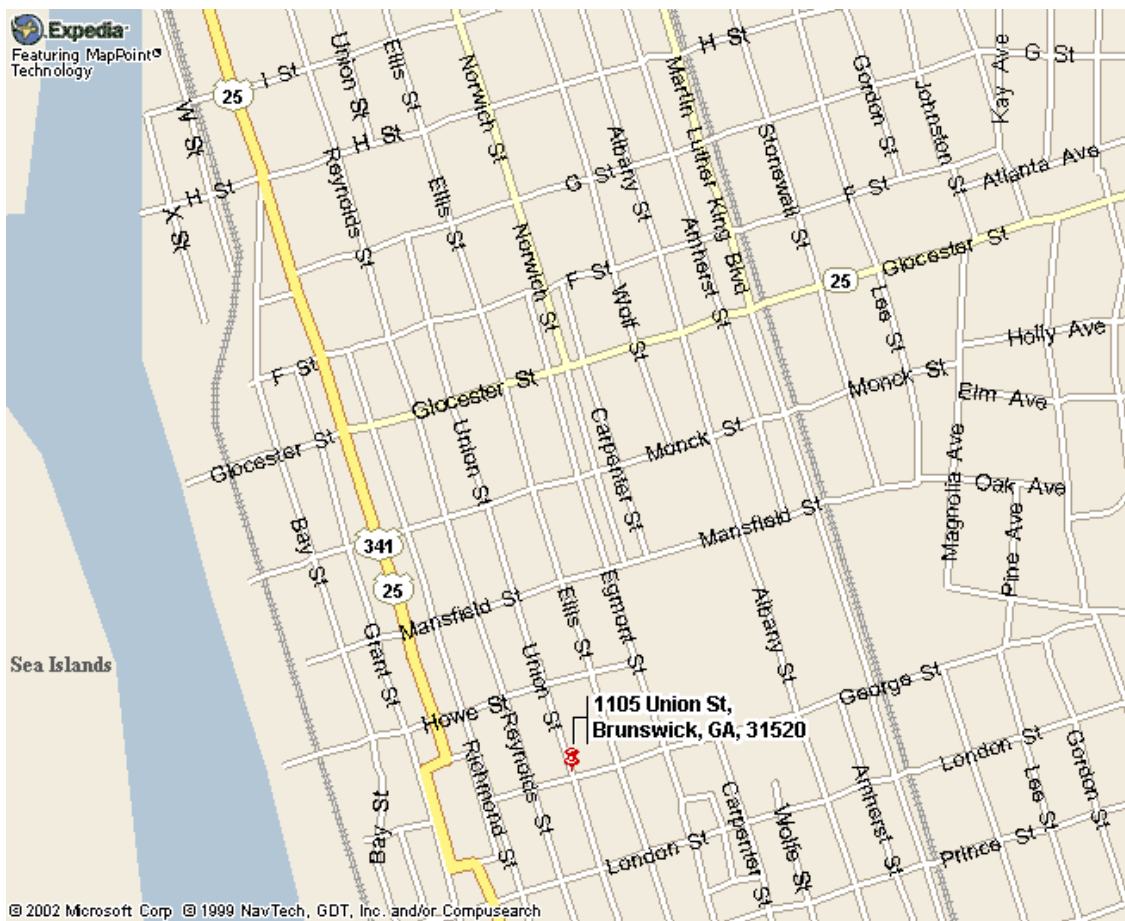 Expedia
Featuring MapPoint®
Technology
25
I St
Union St
Ellis St
Norwich St
H St
Martin Luther King Blvd
Gordon St
Johnston St
Kay Ave
G St
W St
H St
Reynolds St
Ellis St
G St
Albany St
Stonewall St
F St
Atlanta Ave
H St
X St
Norwich St
F St
Wolf St
Amherst St
25
Glocester St
Lee St
Holly Ave
F St
Glocester St
Monck St
Elm Ave
Glocester St
Union St
Carpenter St
Monck St
Magnolia Ave
Oak Ave
Pine Ave
Bay St
341
25
Mansfield St
Mansfield St
Ellis St
Egmont St
Albany St
Sea Islands
Grant St
Union St
George St
Howe St
Reynolds St
1105 Union St,
Brunswick, GA, 31520
Richmond St
London St
Gordon St
Bay St
Carpenter St
Wolfe St
Amherst St
Lee St
London St
Prince St
© 2002 Microsoft Corp © 1999 NavTech, GDT, Inc. and/or Compusearch